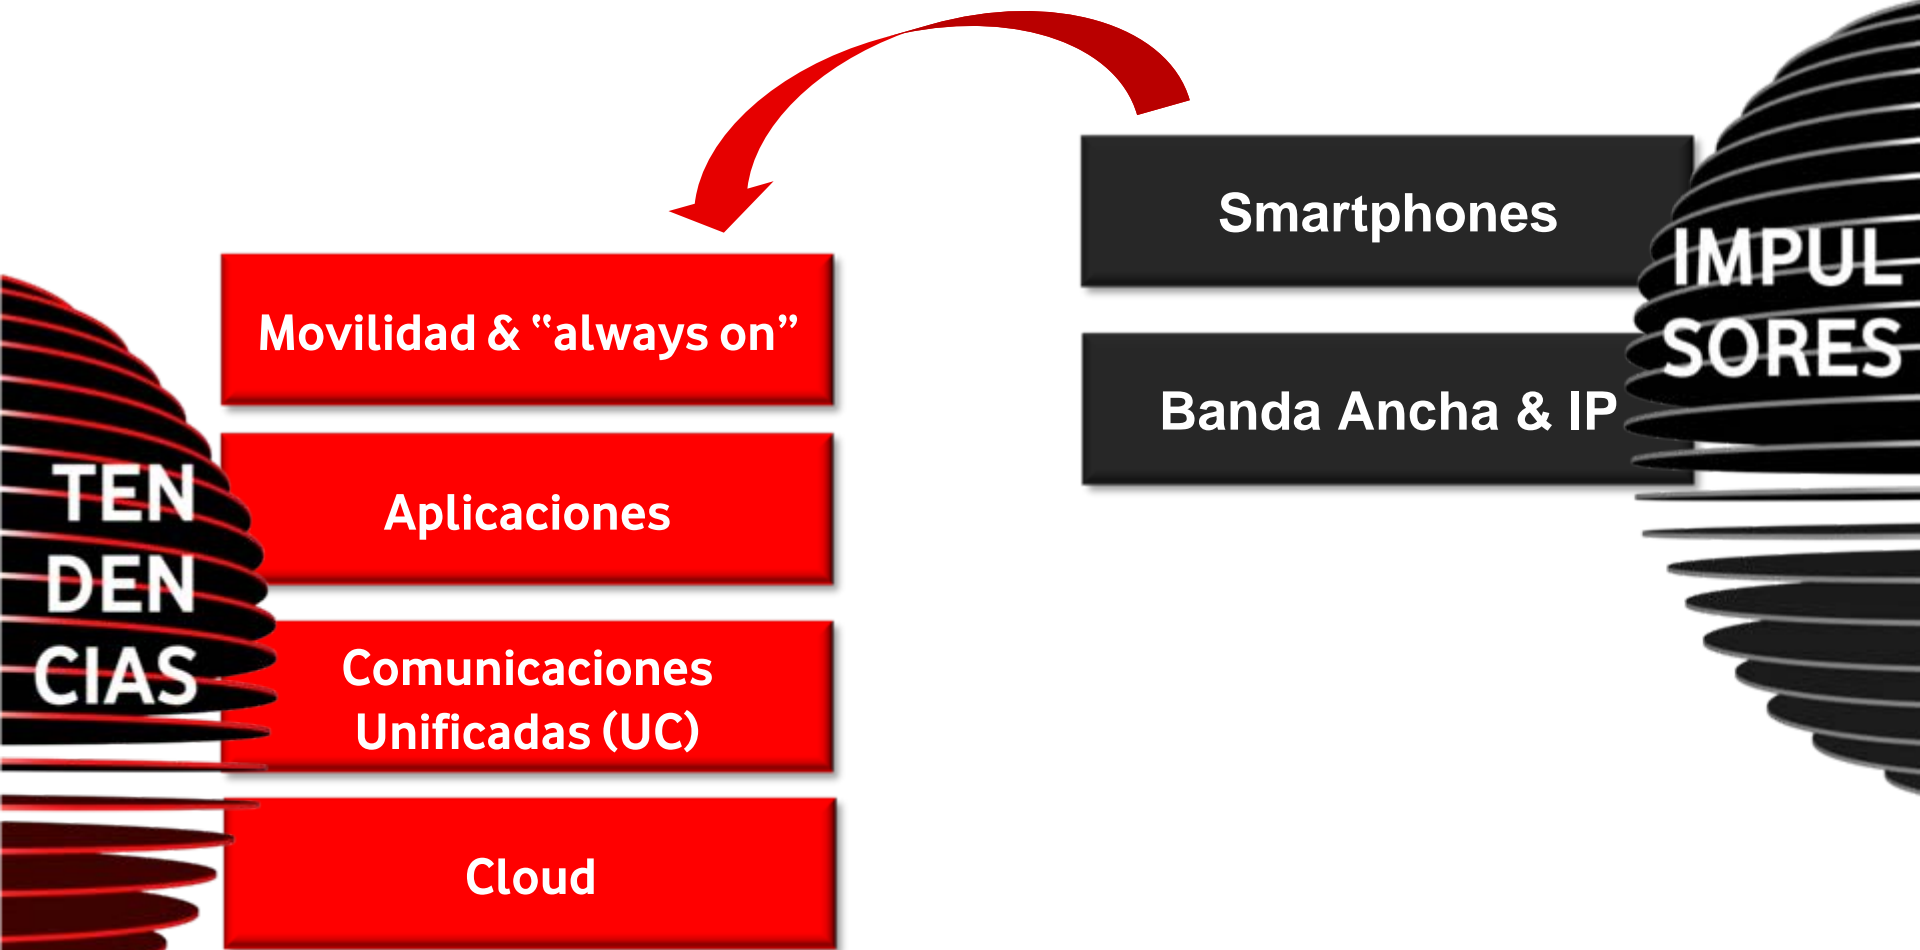 TEN
DEN
CIAS
Movilidad & “always on”
Aplicaciones
Comunicaciones
Unificadas (UC)
Cloud
Smartphones
Banda Ancha & IP
IMPUL
SORES